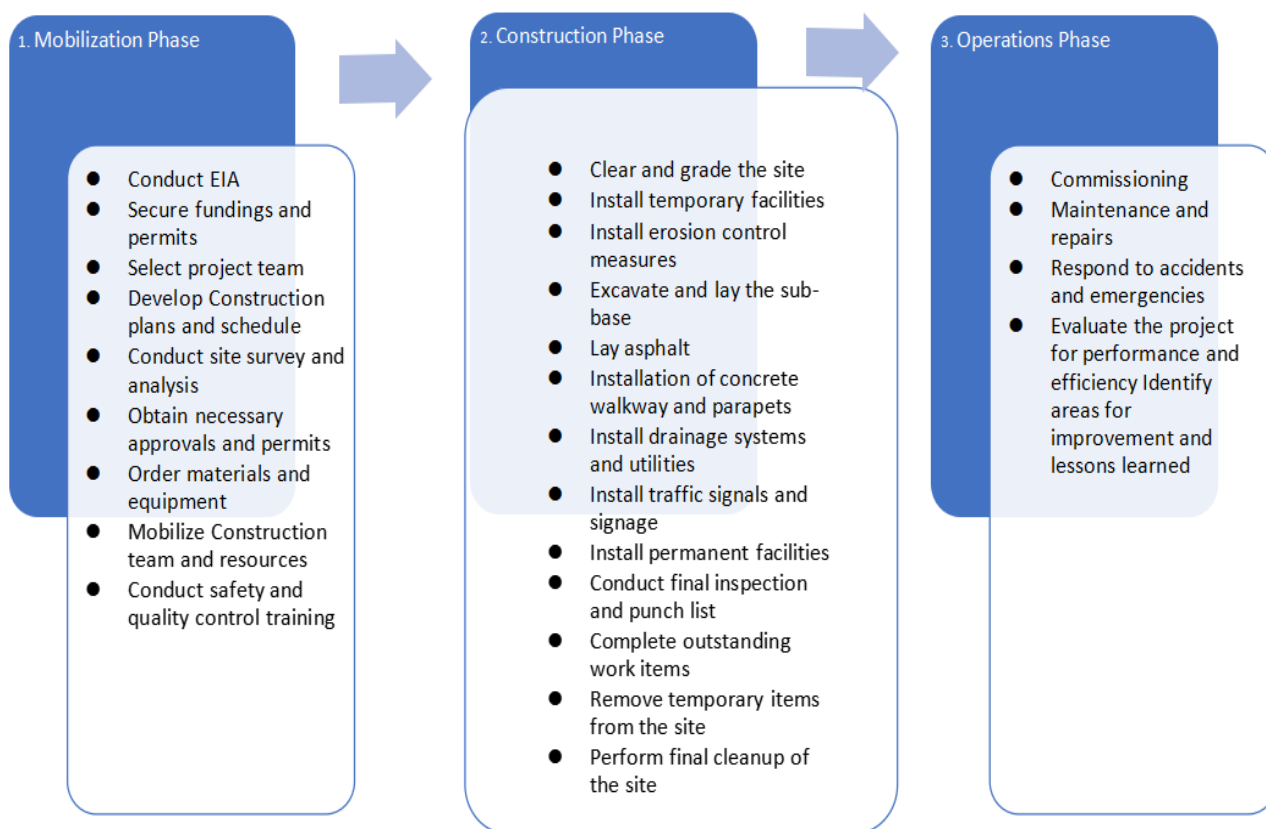 1. Mobilization Phase
● Conduct EIA
● Secure fundings and
permits
● Select project team
● Develop Construction
plans and schedule
● Conduct site survey and
analysis
● Obtain necessary
approvals and permits
● Order materials and
equipment
● Mobilize Construction
team and resources
● Conduct safety and
quality control training
2. Construction Phase
● Clear and grade the site
● Install temporary facilities
● Install erosion control
measures
● Excavate and lay the sub-
base
● Lay asphalt
● Installation of concrete
walkway and parapets
● Install drainage systems
and utilities
● Install traffic signals and
signage
● Install permanent facilities
● Conduct final inspection
and punch list
● Complete outstanding
work items
● Remove temporary items
from the site
● Perform final cleanup of
the site
3. Operations Phase
● Commissioning
● Maintenance and
repairs
● Respond to accidents
and emergencies
● Evaluate the project
for performance and
efficiency Identify
areas for
improvement and
lessons learned